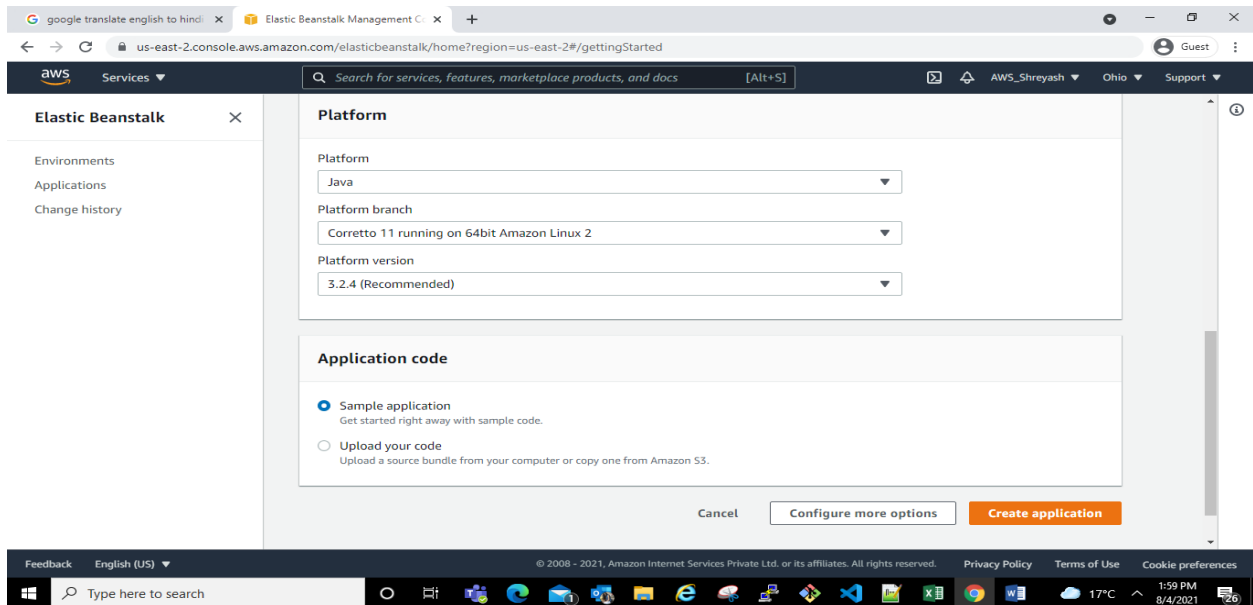 google translate english to hindi
Elastic Beanstalk Management Co
us-east-2.console.aws.amazon.com/elasticbeanstalk/home?region=us-east-2#/gettingStarted
Guest
aws
Services
Search for services, features, marketplace products, and docs
[Alt+S]
AWS_Shreyash
Ohio
Support
Elastic Beanstalk
Environments
Applications
Change history
Platform
Platform
Java
Platform branch
Corretto 11 running on 64bit Amazon Linux 2
Platform version
3.2.4 (Recommended)
Application code
Sample application
Get started right away with sample code.
Upload your code
Upload a source bundle from your computer or copy one from Amazon S3.
Cancel
Configure more options
Create application
Feedback
English (US)
© 2008 - 2021, Amazon Internet Services Private Ltd. or its affiliates. All rights reserved.
Privacy Policy
Terms of Use
Cookie preferences
Type here to search
17°C
1:59 PM
8/4/2021
26